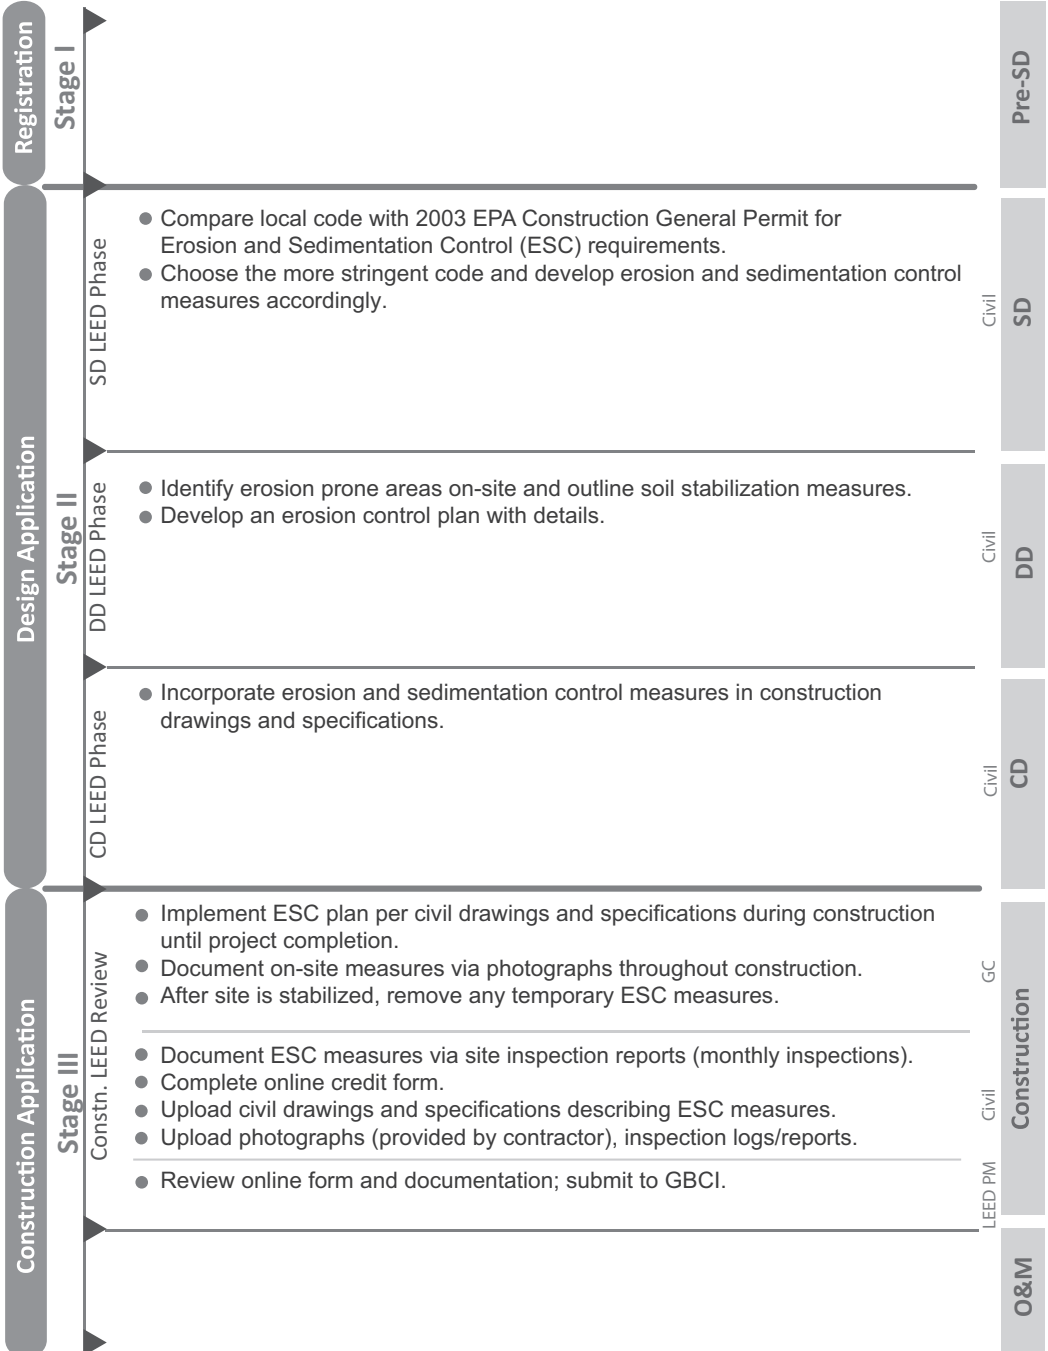 Registration
Stage I
Pre-SD
Design Application
Stage II
SD LEED Phase
● Compare local code with 2003 EPA Construction General Permit for
Erosion and Sedimentation Control (ESC) requirements.
● Choose the more stringent code and develop erosion and sedimentation control
measures accordingly.
Civil
SD
DD LEED Phase
● Identify erosion prone areas on-site and outline soil stabilization measures.
● Develop an erosion control plan with details.
Civil
DD
CD LEED Phase
● Incorporate erosion and sedimentation control measures in construction
drawings and specifications.
Civil
CD
Construction Application
Stage III
Constn. LEED Review
● Implement ESC plan per civil drawings and specifications during construction
until project completion.
● Document on-site measures via photographs throughout construction.
● After site is stabilized, remove any temporary ESC measures.
GC
● Document ESC measures via site inspection reports (monthly inspections).
● Complete online credit form.
● Upload civil drawings and specifications describing ESC measures.
● Upload photographs (provided by contractor), inspection logs/reports.
Civil
Construction
● Review online form and documentation; submit to GBCI.
LEED PM
O&M